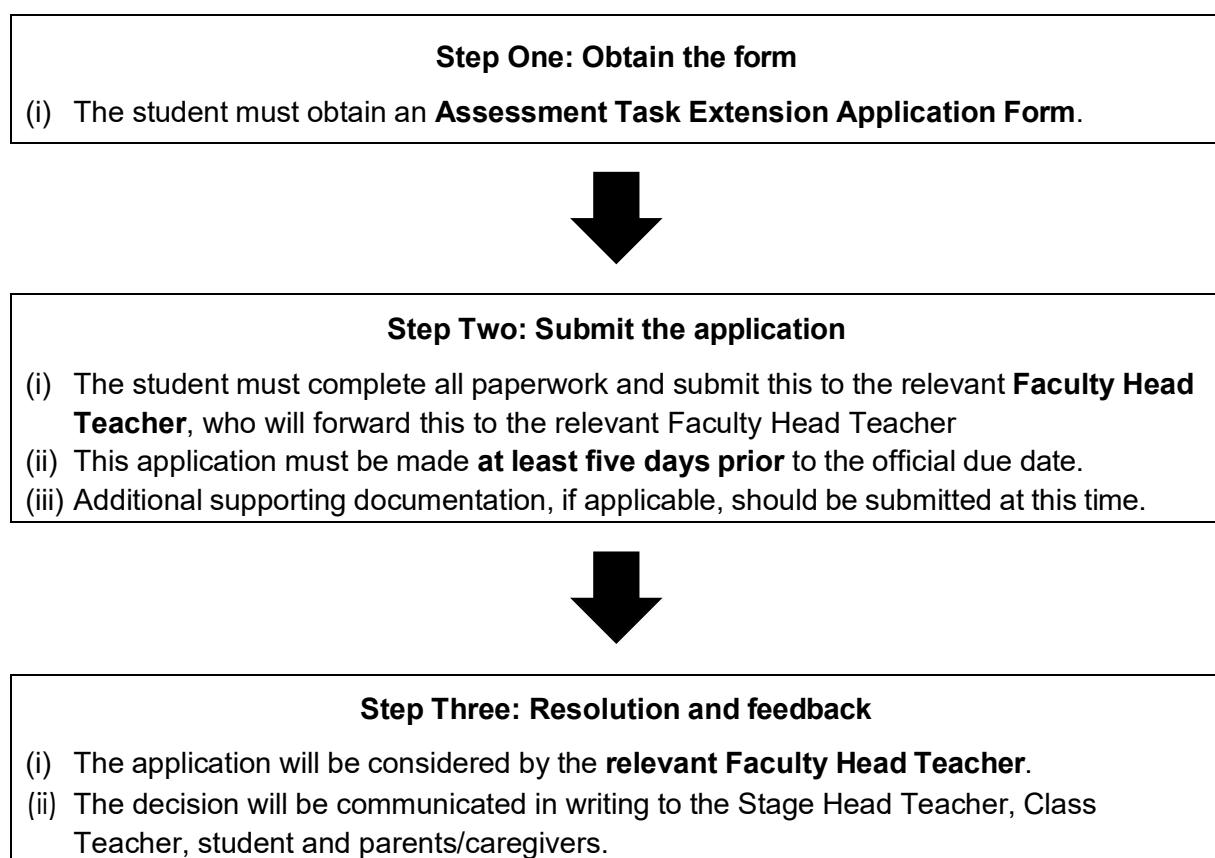 Step One: Obtain the form
(i) The student must obtain an Assessment Task Extension Application Form.
Step Two: Submit the application
(i) The student must complete all paperwork and submit this to the relevant Faculty Head
Teacher, who will forward this to the relevant Faculty Head Teacher
(ii) This application must be made at least five days prior to the official due date.
(iii) Additional supporting documentation, if applicable, should be submitted at this time.
Step Three: Resolution and feedback
(i) The application will be considered by the relevant Faculty Head Teacher.
(ii) The decision will be communicated in writing to the Stage Head Teacher, Class
Teacher, student and parents/caregivers.